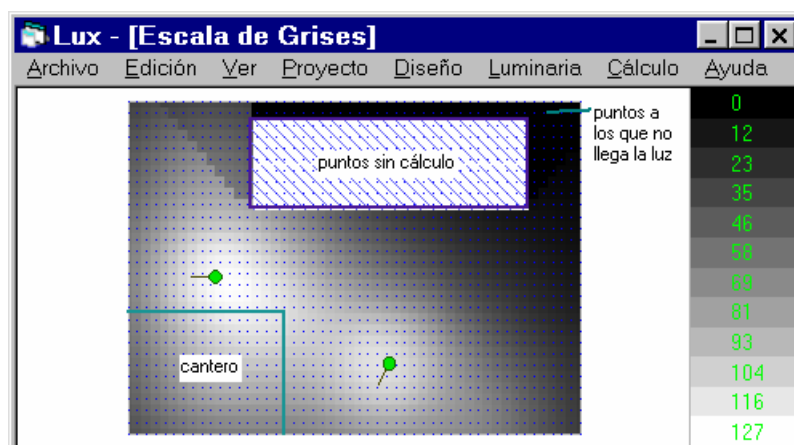 Lux - [Escala de Grises]
Archivo Edición Ver Proyecto Diseño Luminaria Cálculo Ayuda
puntos a
los que no
llega la luz
puntos sin cálculo
cantero
0
12
23
35
46
58
69
81
93
104
116
127